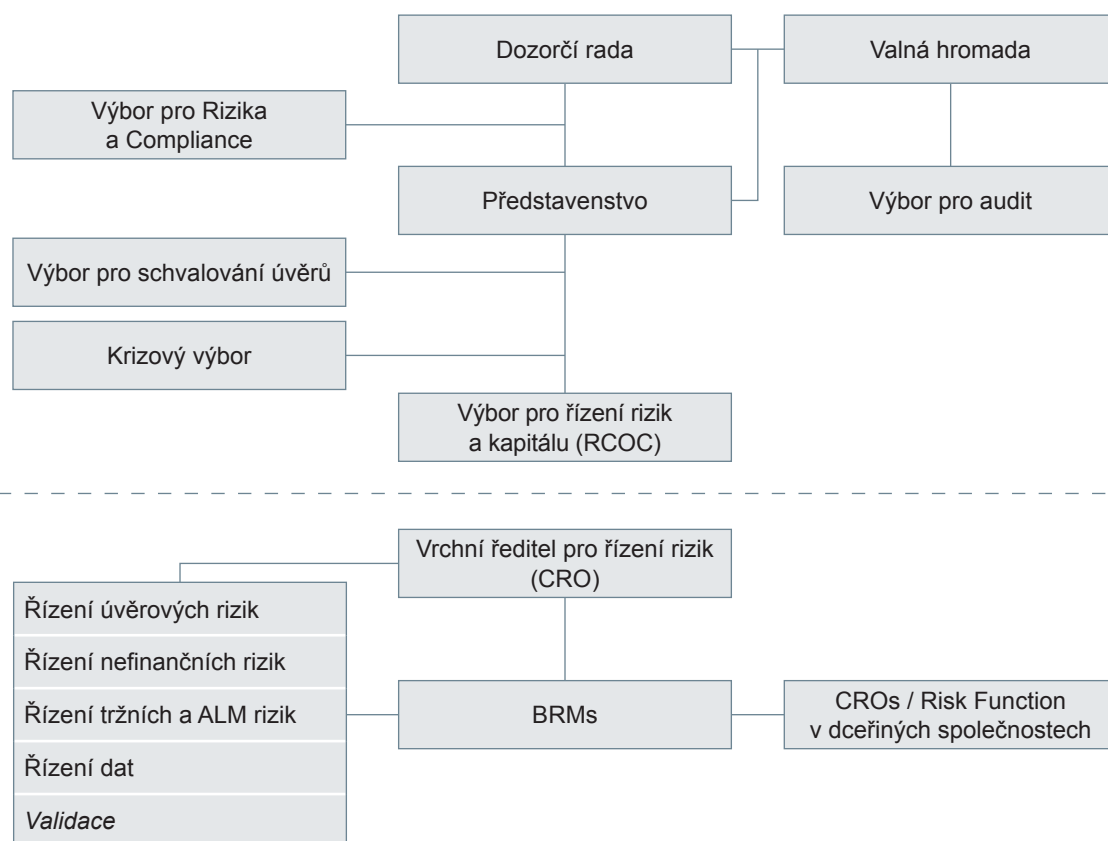 Dozorčí rada
Valná hromada
Výbor pro Rizika
a Compliance
Představenstvo
Výbor pro audit
Výbor pro schvalování úvěrů
Krizový výbor
Výbor pro řízení rizik
a kapitálu (RCOC)
Vrchní ředitel pro řízení rizik
(CRO)
Řízení úvěrových rizik
Řízení nefinančních rizik
Řízení tržních a ALM rizik
Řízení dat
Validace
BRMs
CROs / Risk Function
v dceřiných společnostech